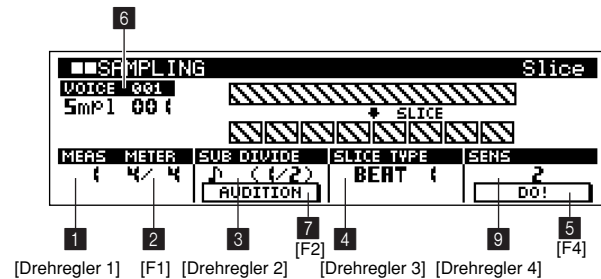 6
■■SAMPLING Slice
VOICE 001
Smpl 001
SLICE
MEAS METER SUB DIVIDE SLICE TYPE SENS
1 4/ 4 ♪ (1/2) BEAT 1 2
AUDITION DO!
1 2 3 7 4 9 5
[F2] [F4]
[Drehregler 1] [F1] [Drehregler 2] [Drehregler 3] [Drehregler 4]